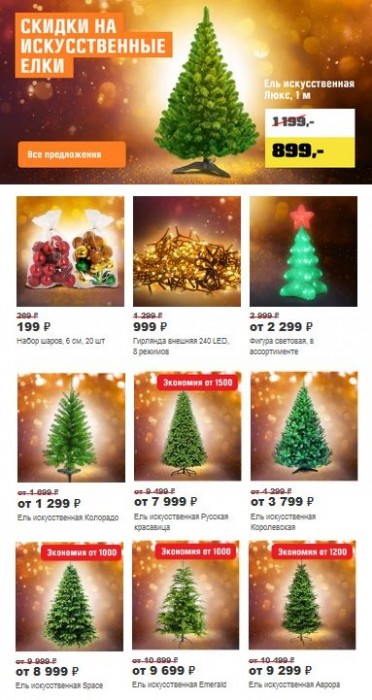 СКИДКИ НА
ИСКУССТВЕННЫЕ
ЕЛКИ
Ель искусственная
Люкс, 1 м
1 199,-
899,-
Все предложения
269 ₽
199 ₽
Набор шаров, 6 см, 20 шт
1 299 ₽
999 ₽
Гирлянда внешняя 240 LED,
8 режимов
2 999 ₽
от 2 299 ₽
Фигура световая, в
ассортименте
от 1 699 ₽
от 1 299 ₽
Ель искусственная Колорадо
Экономия от 1500
от 9 499 ₽
от 7 999 ₽
Ель искусственная Русская
красавица
от 4 299 ₽
от 3 799 ₽
Ель искусственная
Королевская
Экономия от 1000
от 9 999 ₽
от 8 999 ₽
Ель искусственная Space
Экономия от 1000
от 10 699 ₽
от 9 699 ₽
Ель искусственная Emerald
Экономия от 1200
от 10 499 ₽
от 9 299 ₽
Ель искусственная Аврора